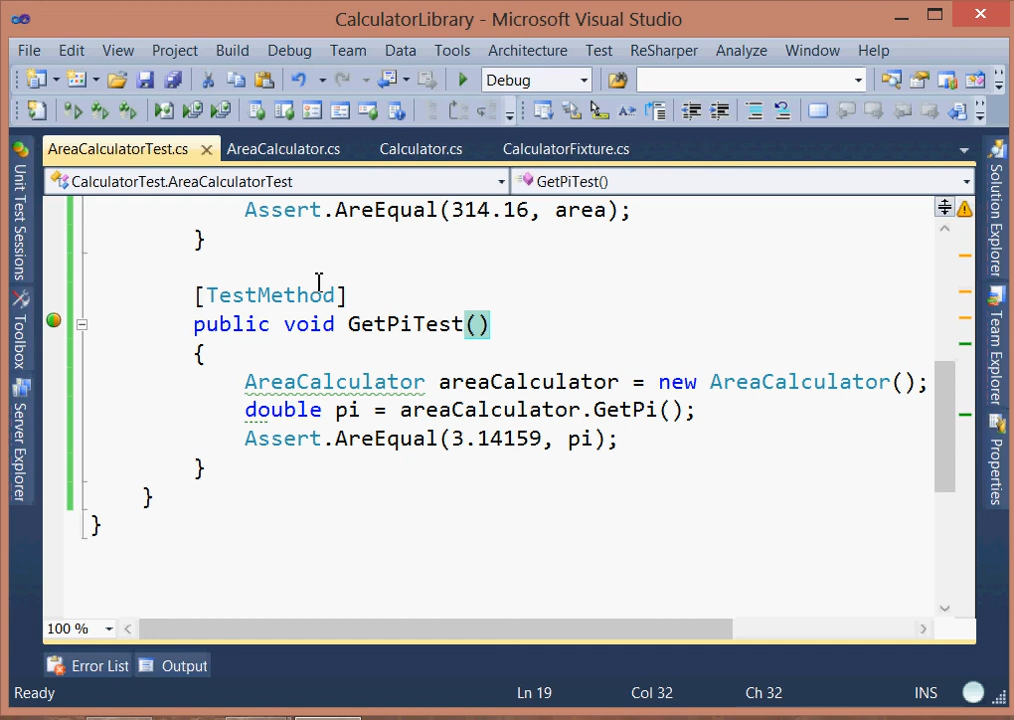 CalculatorLibrary - Microsoft Visual Studio
File Edit View Project Build Debug Team Data Tools Architecture Test ReSharper Analyze Window Help
Debug
AreaCalculatorTest.cs AreaCalculator.cs Calculator.cs CalculatorFixture.cs
CalculatorTest.AreaCalculatorTest GetPiTest()
Unit Test Sessions
Toolbox
Server Explorer
Assert.AreEqual(314.16, area);
}
[TestMethod]
public void GetPiTest()
{
AreaCalculator areaCalculator = new AreaCalculator();
double pi = areaCalculator.GetPi();
Assert.AreEqual(3.14159, pi);
}
}
}
Solution Explorer
Team Explorer
Properties
100 %
Error List Output
Ready Ln 19 Col 32 Ch 32 INS